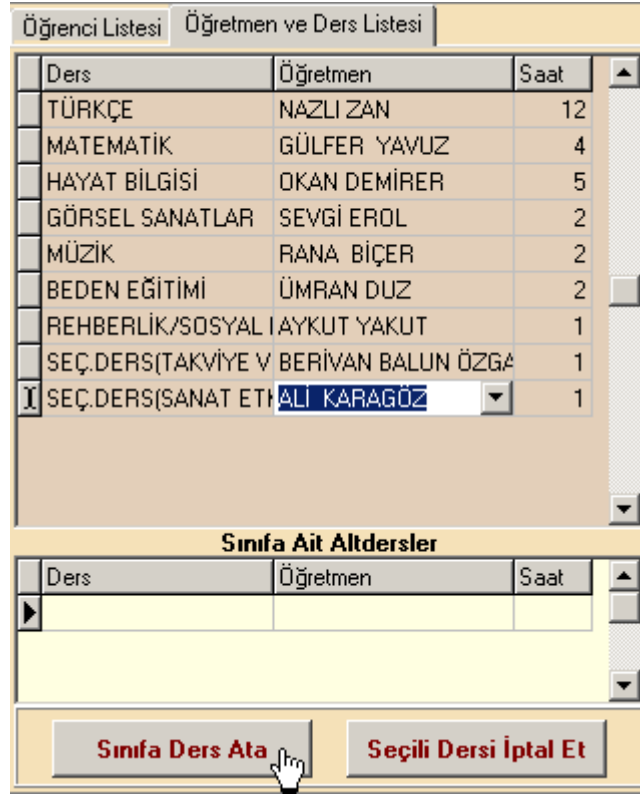 Öğrenci Listesi Öğretmen ve Ders Listesi
Ders Öğretmen Saat
TÜRKÇE NAZLI ZAN 12
MATEMATİK GÜLFER YAVUZ 4
HAYAT BİLGİSİ OKAN DEMİRER 5
GÖRSEL SANATLAR SEVGİ EROL 2
MÜZİK RANA BİÇER 2
BEDEN EĞİTİMİ ÜMRAN DUZ 2
REHBERLİK/SOSYAL AYKUT YAKUT 1
SEÇ.DERS(TAKVİYE V BERİVAN BALUN ÖZGA 1
SEÇ.DERS(SANAT ALİ KARAGÖZ 1
Sınıfa Ait Altdersler
Ders Öğretmen Saat
Sınıfa Ders Ata Seçili Dersi İptal Et